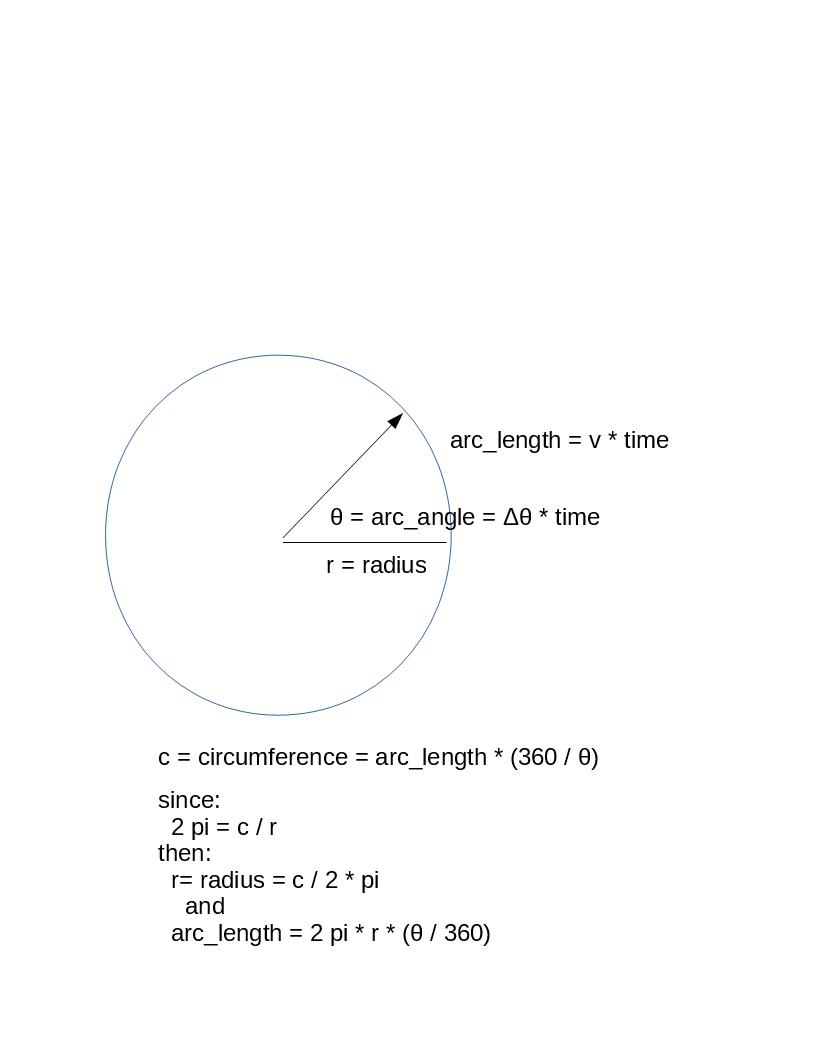 arc_length = v * time
θ = arc_angle = Δθ * time
r = radius
c = circumference = arc_length * (360 / θ)
since:
2 pi = c / r
then:
r= radius = c / 2 * pi
and
arc_length = 2 pi * r * (θ / 360)